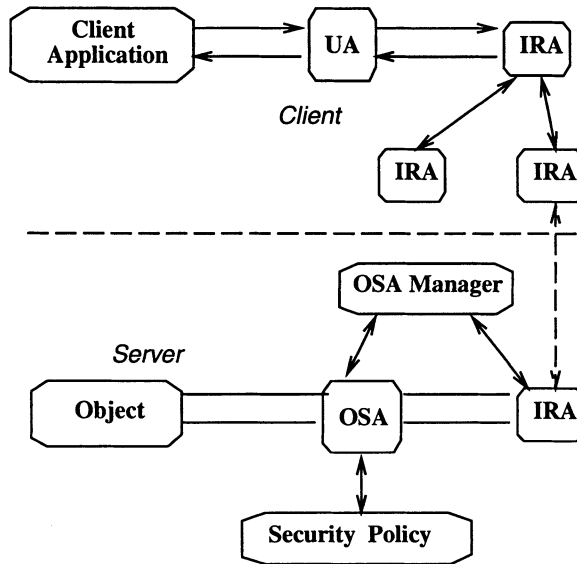 Client
Application
UA
IRA
Client
IRA
IRA
OSA Manager
Server
Object
OSA
IRA
Security Policy